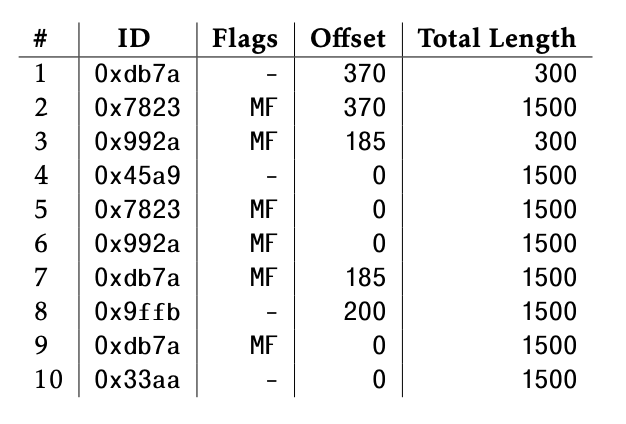 # ID Flags Offset Total Length
1 0xdb7a - 370 300
2 0x7823 MF 370 1500
3 0x992a MF 185 300
4 0x45a9 - 0 1500
5 0x7823 MF 0 1500
6 0x992a MF 0 1500
7 0xdb7a MF 185 1500
8 0x9ffb - 200 1500
9 0xdb7a MF 0 1500
10 0x33aa - 0 1500